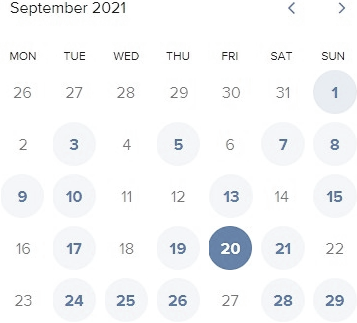 September 2021
MON TUE WED THU FRI SAT SUN
26 27 28 29 30 31 1
2 3 4 5 6 7 8
9 10 11 12 13 14 15
16 17 18 19 20 21 22
23 24 25 26 27 28 29